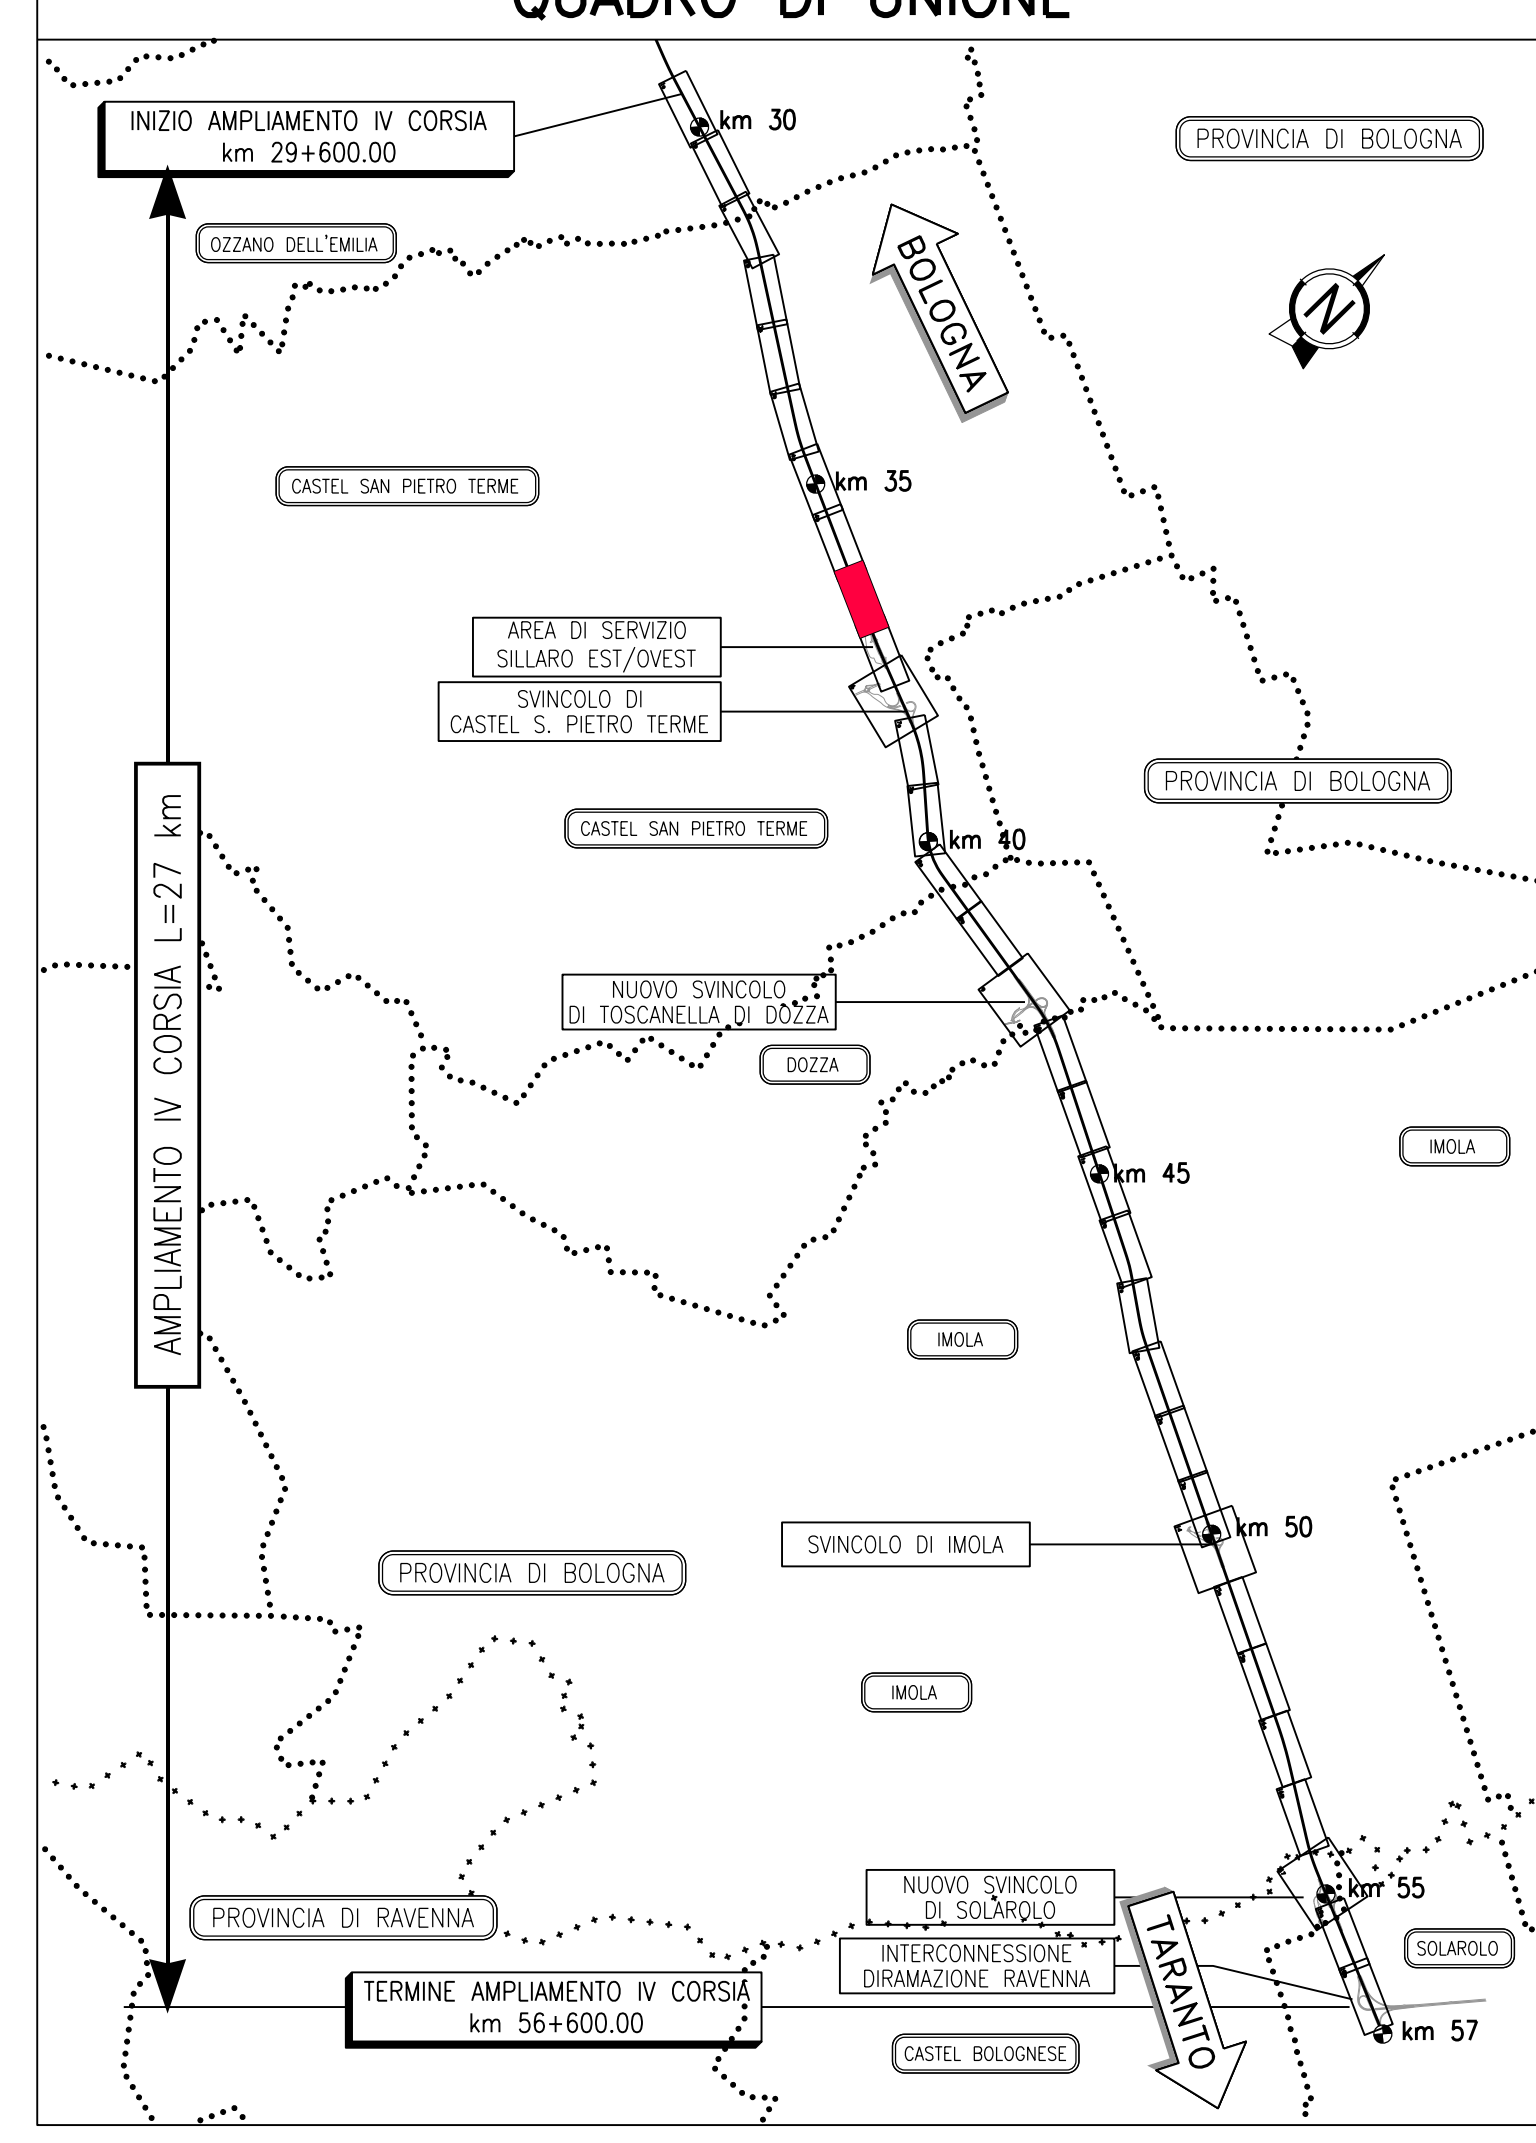 QUADRO DI UNIONE
INIZIO AMPLIAMENTO IV CORSIA
km 29+600.00
km 30
PROVINCIA DI BOLOGNA
OZZANO DELL'EMILIA
BOLOGNA
N
CASTEL SAN PIETRO TERME
km 35
AREA DI SERVIZIO
SILLARO EST/OVEST
SVINCOLO DI
CASTEL S. PIETRO TERME
PROVINCIA DI BOLOGNA
CASTEL SAN PIETRO TERME
km 40
AMPLIAMENTO IV CORSIA L=27 km
NUOVO SVINCOLO
DI TOSCANELLA DI DOZZA
DOZZA
IMOLA
km 45
IMOLA
km 50
SVINCOLO DI IMOLA
PROVINCIA DI BOLOGNA
IMOLA
NUOVO SVINCOLO
DI SOLAROLO
km 55
PROVINCIA DI RAVENNA
TARANTO
SOLAROLO
INTERCONNESSIONE
DIRAMAZIONE RAVENNA
TERMINE AMPLIAMENTO IV CORSIA
km 56+600.00
km 57
CASTEL BOLOGNESE